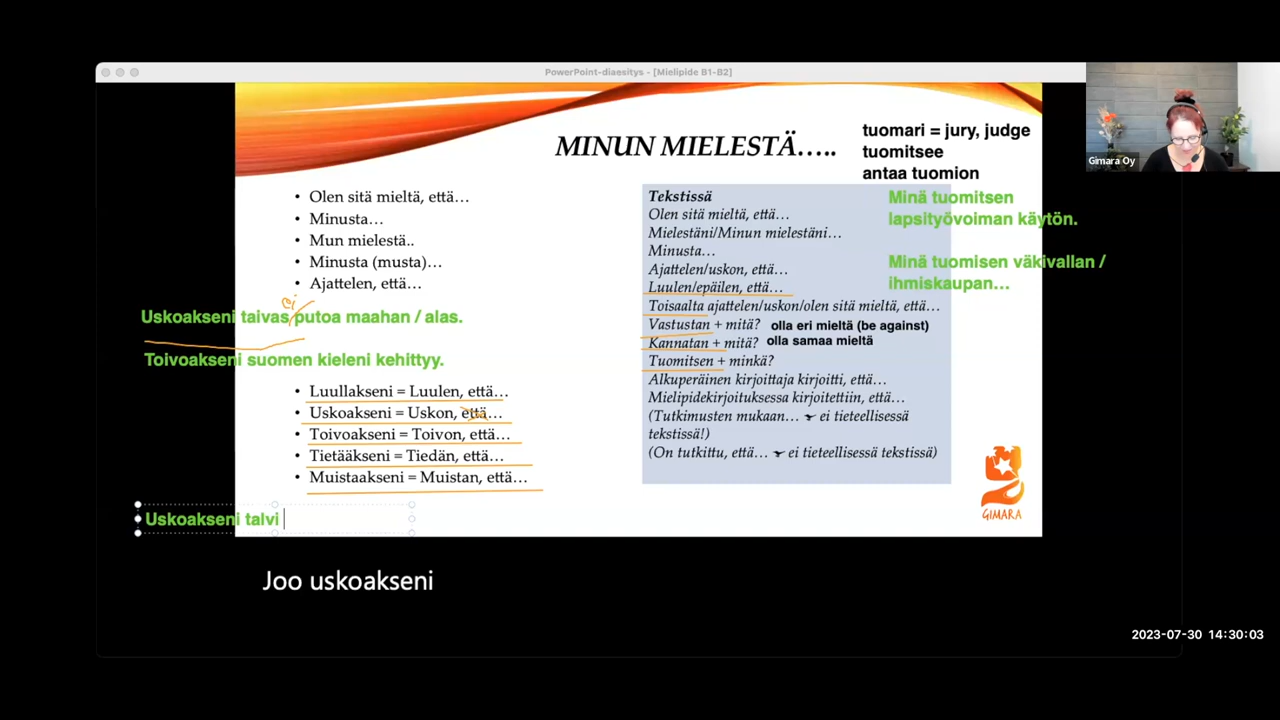 PowerPoint-diaesitys - [Mielipide B1-B2]
MINUN MIELESTÄ…..
tuomari = jury, judge
tuomitsee
antaa tuomion
Gimara Oy
• Olen sitä mieltä, että…
• Minusta…
• Mun mielestä..
• Minusta (musta)…
• Ajattelen, että…
ei
Uskoakseni taivas putoa maahan / alas.
Toivoakseni suomen kieleni kehittyy.
• Luullakseni = Luulen, että…
• Uskoakseni = Uskon, että…
• Toivoakseni = Toivon, että…
• Tietääkseni = Tiedän, että…
• Muistaakseni = Muistan, että…
Uskoakseni talvi
Tekstissä
Olen sitä mieltä, että…
Mielestäni/Minun mielestäni…
Minusta…
Ajattelen/uskon, että…
Luulen/epäilen, että…
Toisaalta ajattelen/uskon/olen sitä mieltä, että…
Vastustan + mitä? olla eri mieltä (be against)
Kannatan + mitä? olla samaa mieltä
Tuomitsen + minkä?
Alkuperäinen kirjoittaja kirjoitti, että…
Mielipidekirjoituksessa kirjoitettiin, että…
(Tutkimusten mukaan… ei tieteellisessä
tekstissä!)
(On tutkittu, että… ei tieteellisessä tekstissä)
Minä tuomitsen
lapsityövoiman käytön.
Minä tuomisen väkivallan /
ihmiskaupan…
GIMARA
Joo uskoakseni
2023-07-30 14:30:03